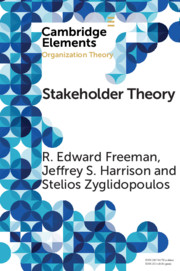 Cambridge
Elements
Organization Theory
Stakeholder Theory
R. Edward Freeman,
Jeffrey S. Harrison and
Stelios Zyglidopoulos